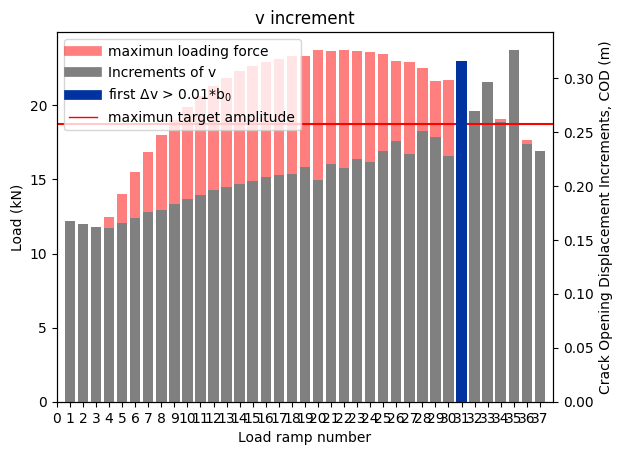 v increment
maximun loading force
Increments of v
first Δv > 0.01*b₀
maximun target amplitude
Load (kN)
20
15
10
5
0
Crack Opening Displacement Increments, COD (m)
0.30
0.25
0.20
0.15
0.10
0.05
0.00
0 1 2 3 4 5 6 7 8 9 10 11 12 13 14 15 16 17 18 19 20 21 22 23 24 25 26 27 28 29 30 31 32 33 34 35 36 37
Load ramp number